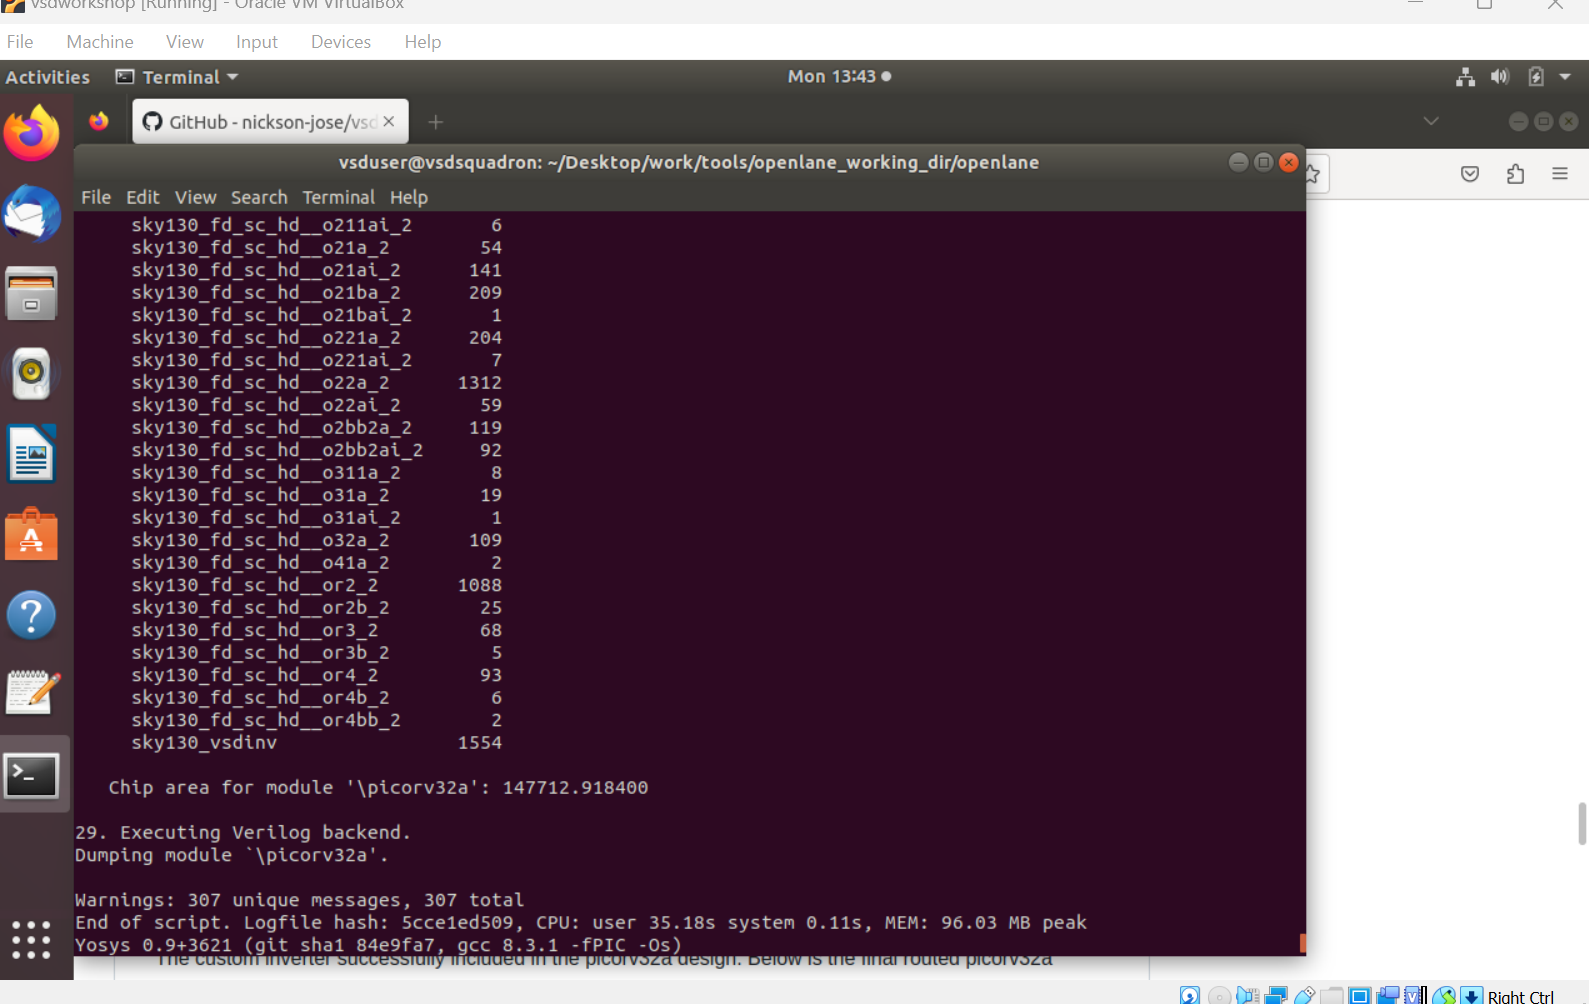 vsdworkshop [Running] - Oracle VM VirtualBox
File Machine View Input Devices Help
Activities Terminal Mon 13:43
GitHub - nickson-jose/vsd
vsduser@vsdsquadron: ~/Desktop/work/tools/openlane_working_dir/openlane
File Edit View Search Terminal Help
sky130_fd_sc_hd__o211ai_2 6
sky130_fd_sc_hd__o21a_2 54
sky130_fd_sc_hd__o21ai_2 141
sky130_fd_sc_hd__o21ba_2 209
sky130_fd_sc_hd__o21bai_2 1
sky130_fd_sc_hd__o221a_2 204
sky130_fd_sc_hd__o221ai_2 7
sky130_fd_sc_hd__o22a_2 1312
sky130_fd_sc_hd__o22ai_2 59
sky130_fd_sc_hd__o2bb2a_2 119
sky130_fd_sc_hd__o2bb2ai_2 92
sky130_fd_sc_hd__o311a_2 8
sky130_fd_sc_hd__o31a_2 19
sky130_fd_sc_hd__o31ai_2 1
sky130_fd_sc_hd__o32a_2 109
sky130_fd_sc_hd__o41a_2 2
sky130_fd_sc_hd__or2_2 1088
sky130_fd_sc_hd__or2b_2 25
sky130_fd_sc_hd__or3_2 68
sky130_fd_sc_hd__or3b_2 5
sky130_fd_sc_hd__or4_2 93
sky130_fd_sc_hd__or4b_2 6
sky130_fd_sc_hd__or4bb_2 2
sky130_vsdinv 1554
Chip area for module '\picorv32a': 147712.918400
29. Executing Verilog backend.
Dumping module `\picorv32a'.
Warnings: 307 unique messages, 307 total
End of script. Logfile hash: 5cce1ed509, CPU: user 35.18s system 0.11s, MEM: 96.03 MB peak
Yosys 0.9+3621 (git sha1 84e9fa7, gcc 8.3.1 -fPIC -Os)
The custom inverter successfully included in the picorv32a design. Below is the final routed picorv32a
Right Ctrl